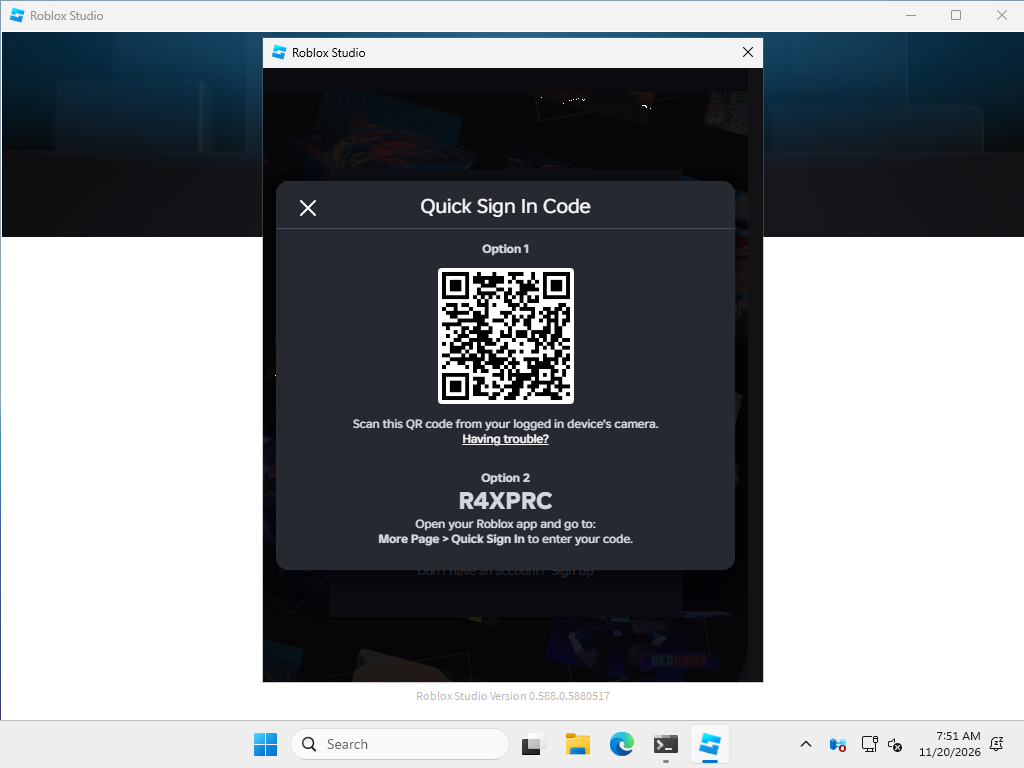 Roblox Studio
Roblox Studio
Quick Sign In Code
Option 1
Scan this QR code from your logged in device's camera.
Having trouble?
Option 2
R4XPRC
Open your Roblox app and go to:
More Page > Quick Sign In to enter your code.
Don't have an account? Sign Up
BEDWARS
Roblox Studio Version 0.588.0.5880517
Search
7:51 AM
11/20/2026